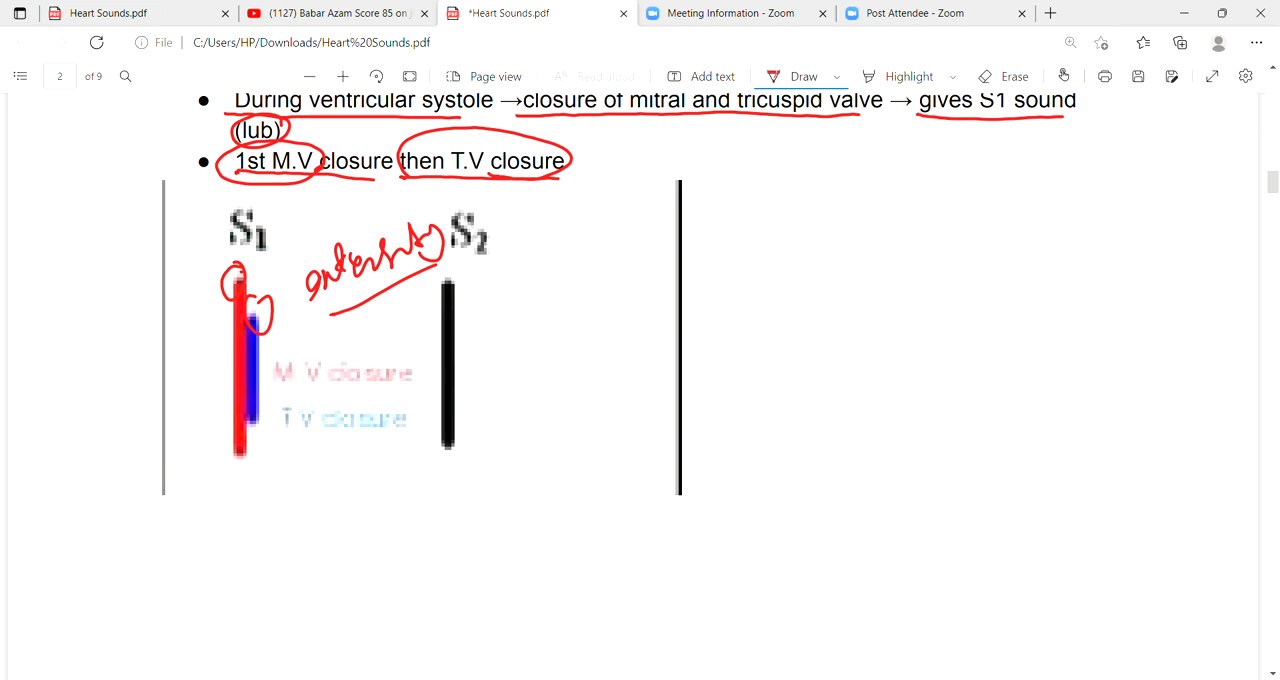 Heart Sounds.pdf
(1127) Babar Azam Score 85 on j
*Heart Sounds.pdf
Meeting Information - Zoom
Post Attendee - Zoom
File
C:/Users/HP/Downloads/Heart%20Sounds.pdf
2 of 9
Page view
Read aloud
Add text
Draw
Highlight
Erase
● During ventricular systole →closure of mitral and tricuspid valve → gives S1 sound
(lub)
● 1st M.V closure then T.V closure
S1 S2
intensity
M V closure
T V closure